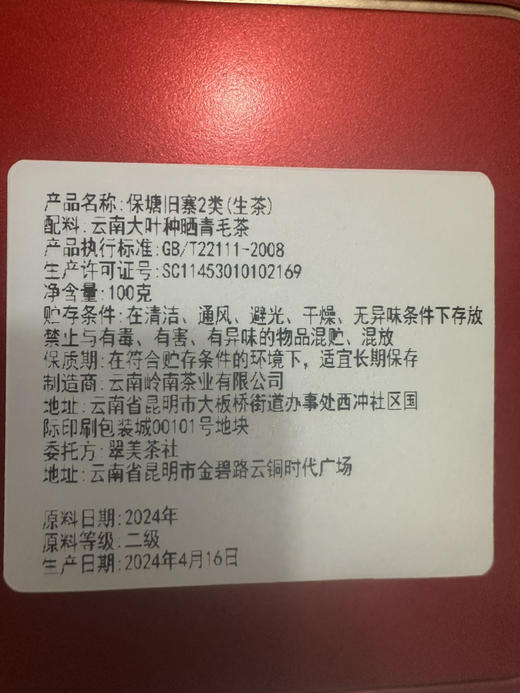 产品名称:保塘旧寨2类(生茶)
配料:云南大叶种晒青毛茶
产品执行标准:GB/T22111-2008
生产许可证号:SC11453010102169
净含量:100克
贮存条件:在清洁、通风、避光、干燥、无异味条件下存放
禁止与有毒、有害、有异味的物品混贮、混放
保质期:在符合贮存条件的环境下，适宜长期保存
制造商:云南岭南茶业有限公司
地址:云南省昆明市大板桥街道办事处西冲社区国
际印刷包装城00101号地块
委托方:翠美茶社
地址:云南省昆明市金碧路云铜时代广场
原料日期:2024年
原料等级:二级
生产日期:2024年4月16日